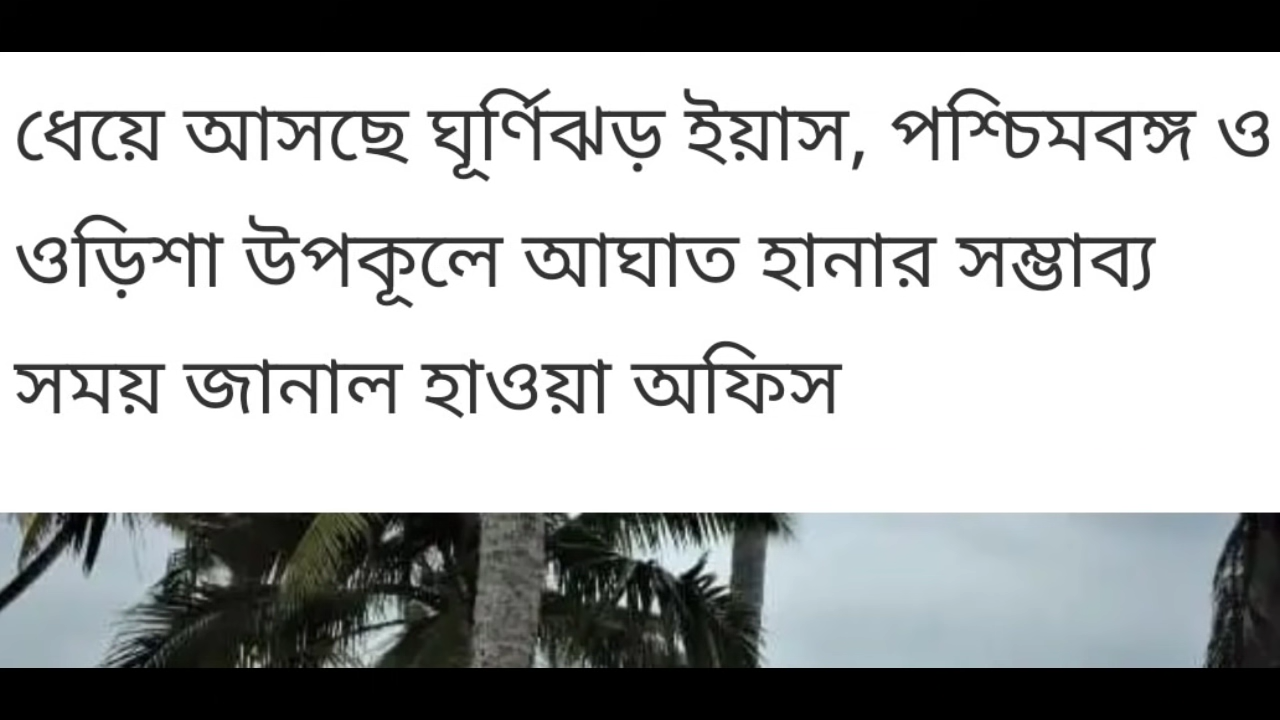 ধেয়ে আসছে ঘূর্ণিঝড় ইয়াস, পশ্চিমবঙ্গ ও
ওড়িশা উপকূলে আঘাত হানার সম্ভাব্য
সময় জানাল হাওয়া অফিস